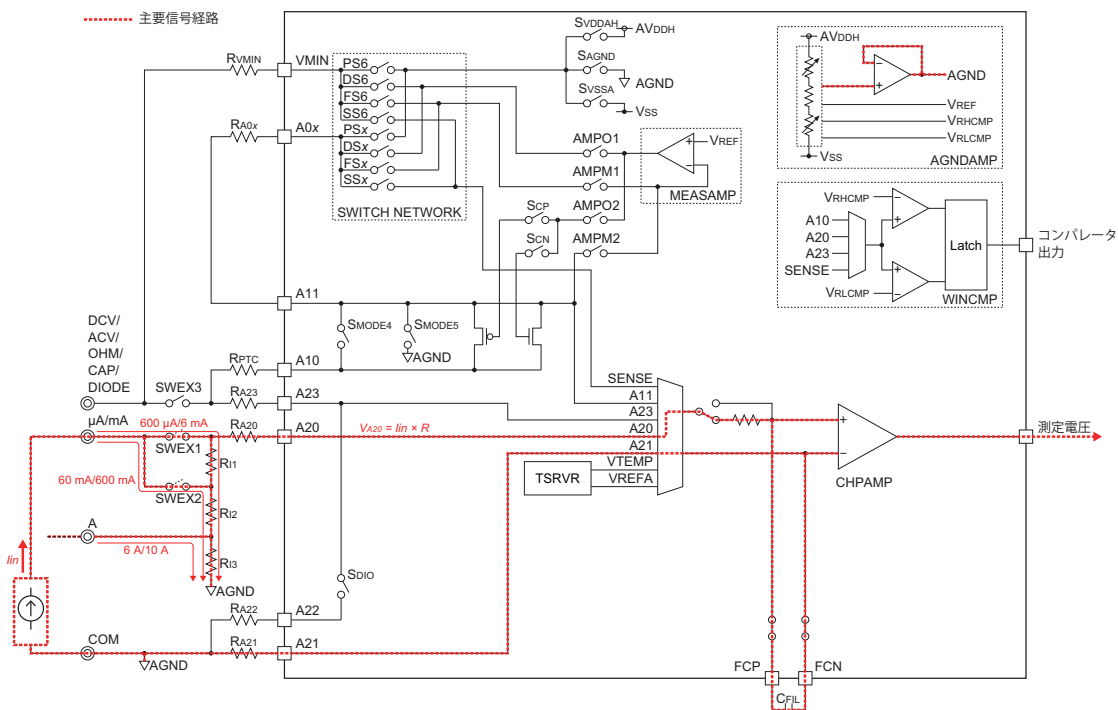 主要信号経路
SVDDAH
AVDDH
SAGND
AGND
SVSSA
VSS
RVMIN
VMIN
PS6
DS6
FS6
SS6
RA0x
A0x
PSx
DSx
FSx
SSx
SWITCH NETWORK
AMPO1
AMPM1
AMPO2
AMPM2
VREF
MEASAMP
SCP
SCN
AVDDH
AGND
VREF
VRHCMP
VRLCMP
VSS
AGNDAMP
VRHCMP
A10
A20
A23
SENSE
VRLCMP
Latch
WINCMP
コンパレータ
出力
A11
SMODE4
SMODE5
AGND
DCV/
ACV/
OHM/
CAP/
DIODE
RPTC
A10
SWEX3
RA23
A23
µA/mA
600 µA/6 mA
RA20
A20
VA20 = Iin × R
SWEX1
RI1
60 mA/600 mA
SWEX2
RI2
A
6 A/10 A
RI3
AGND
Iin
SENSE
A11
A23
A20
A21
VTEMP
VREFA
TSRVR
CHPAMP
測定電圧
SDIO
RA22
A22
COM
AGND
RA21
A21
FCP
FCN
CFIL
+
−
+
−
+
−
+
−
+
−